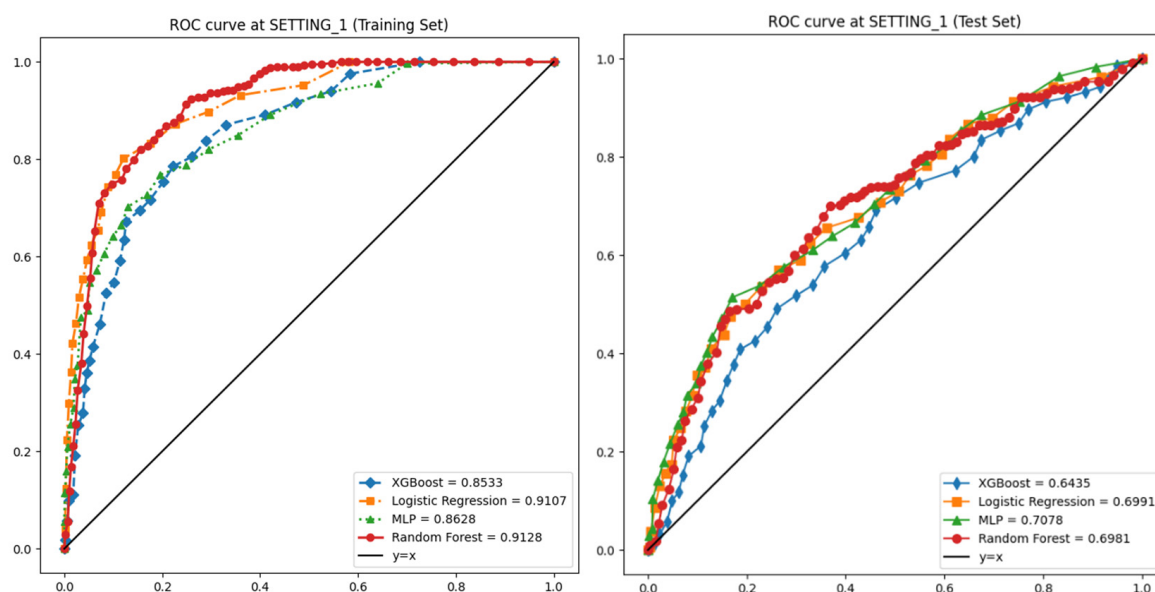 ROC curve at SETTING_1 (Training Set)
1.0
0.8
0.6
0.4
0.2
0.0
XGBoost = 0.8533
Logistic Regression = 0.9107
MLP = 0.8628
Random Forest = 0.9128
y=x
0.0 0.2 0.4 0.6 0.8 1.0
ROC curve at SETTING_1 (Test Set)
1.0
0.8
0.6
0.4
0.2
0.0
XGBoost = 0.6435
Logistic Regression = 0.6991
MLP = 0.7078
Random Forest = 0.6981
y=x
0.0 0.2 0.4 0.6 0.8 1.0